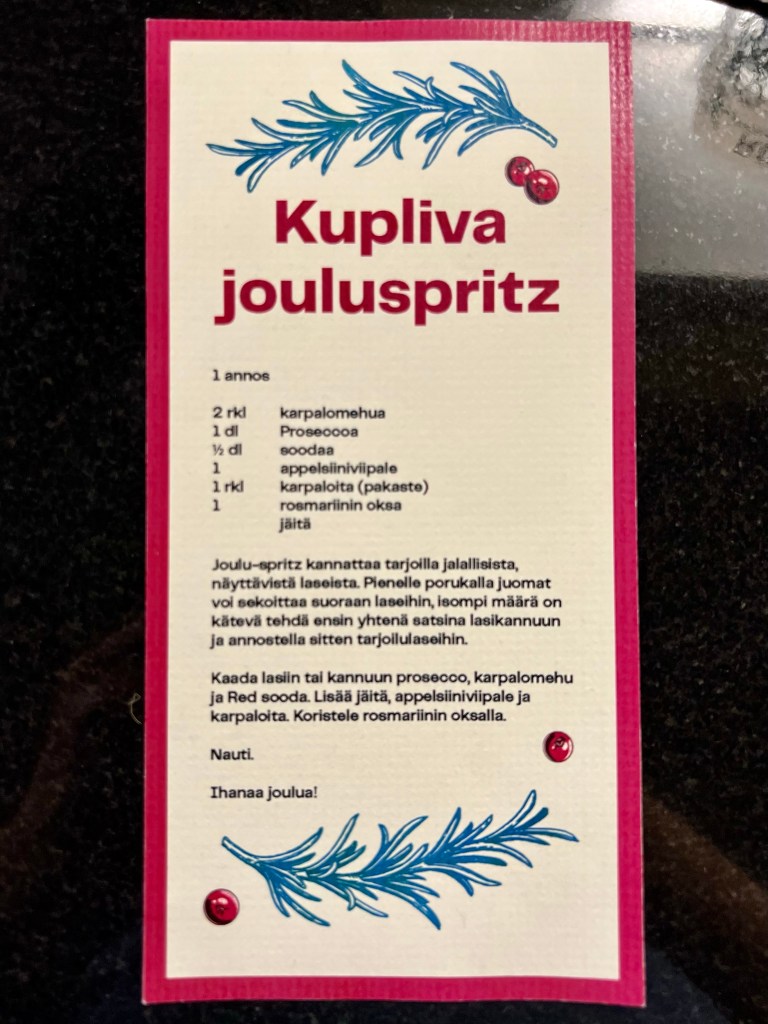 Kupliva
jouluspritz
1 annos
2 rkl karpalomehua
1 dl Proseccoa
½ dl soodaa
1 appelsiiniviipale
1 rkl karpaloita (pakaste)
1 rosmariinin oksa
jäitä
Joulu-spritz kannattaa tarjoilla jalallisista,
näyttävistä laseista. Pienelle porukalla juomat
voi sekoittaa suoraan laseihin, isompi määrä on
kätevä tehdä ensin yhtenä satsina lasikannuun
ja annostella sitten tarjoilulaseihin.
Kaada lasiin tai kannuun prosecco, karpalomehu
ja Red sooda. Lisää jäitä, appelsiiniviipale ja
karpaloita. Koristele rosmariinin oksalla.
Nauti.
Ihanaa joulua!